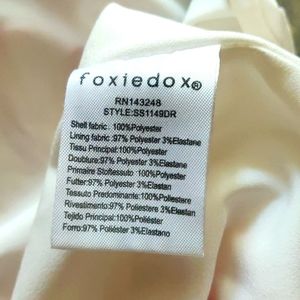 foxiedox®
RN143248
STYLE:SS1149DR
Shell fabric: 100%Polyester
Lining fabric:97% Polyester 3%Elastane
Tissu Principal:100%Polyester
Doublure:97% Polyester 3%Elastan
Primaire Stoffestuto :100%Polyester
Futter:97% Polyester 3%Elastan
Tessuto Predominante:100%Poliestere
Rivestimento:97% Poliestere 3%Elastan
Tejido Principal:100%Poliéster
Forro:97% Poliéster 3%Elastano